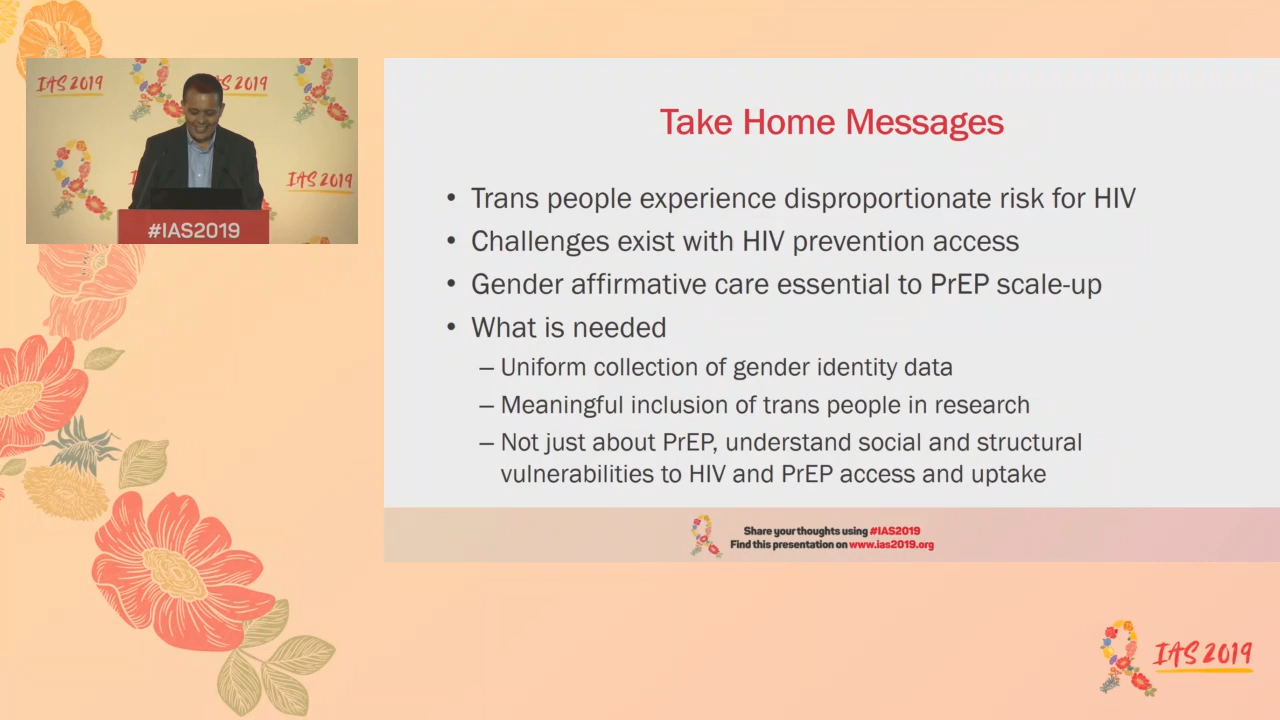 IAS 2019
AS 2019
IAS 2019
#IAS2019
Take Home Messages
• Trans people experience disproportionate risk for HIV
• Challenges exist with HIV prevention access
• Gender affirmative care essential to PrEP scale-up
• What is needed
– Uniform collection of gender identity data
– Meaningful inclusion of trans people in research
– Not just about PrEP, understand social and structural
vulnerabilities to HIV and PrEP access and uptake
Share your thoughts using #IAS2019
Find this presentation on www.ias2019.org
IAS 2019